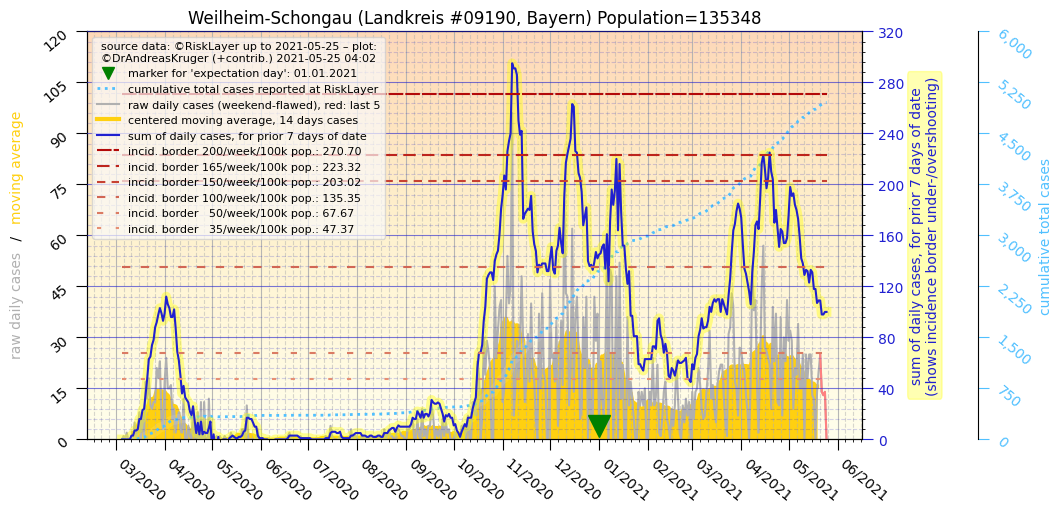 Weilheim-Schongau (Landkreis #09190, Bayern) Population=135348
source data: ©RiskLayer up to 2021-05-25 – plot:
©DrAndreasKruger (+contrib.) 2021-05-25 04:02
marker for 'expectation day': 01.01.2021
cumulative total cases reported at RiskLayer
raw daily cases (weekend-flawed), red: last 5
centered moving average, 14 days cases
sum of daily cases, for prior 7 days of date
incid. border 200/week/100k pop.: 270.70
incid. border 165/week/100k pop.: 223.32
incid. border 150/week/100k pop.: 203.02
incid. border 100/week/100k pop.: 135.35
incid. border 50/week/100k pop.: 67.67
incid. border 35/week/100k pop.: 47.37
raw daily cases / moving average
120
105
90
75
60
45
30
15
0
320
280
240
200
160
120
80
40
0
sum of daily cases, for prior 7 days of date
(shows incidence border under-/overshooting)
6,000
5,250
4,500
3,750
3,000
2,250
1,500
750
0
cumulative total cases
03/2020
04/2020
05/2020
06/2020
07/2020
08/2020
09/2020
10/2020
11/2020
12/2020
01/2021
02/2021
03/2021
04/2021
05/2021
06/2021